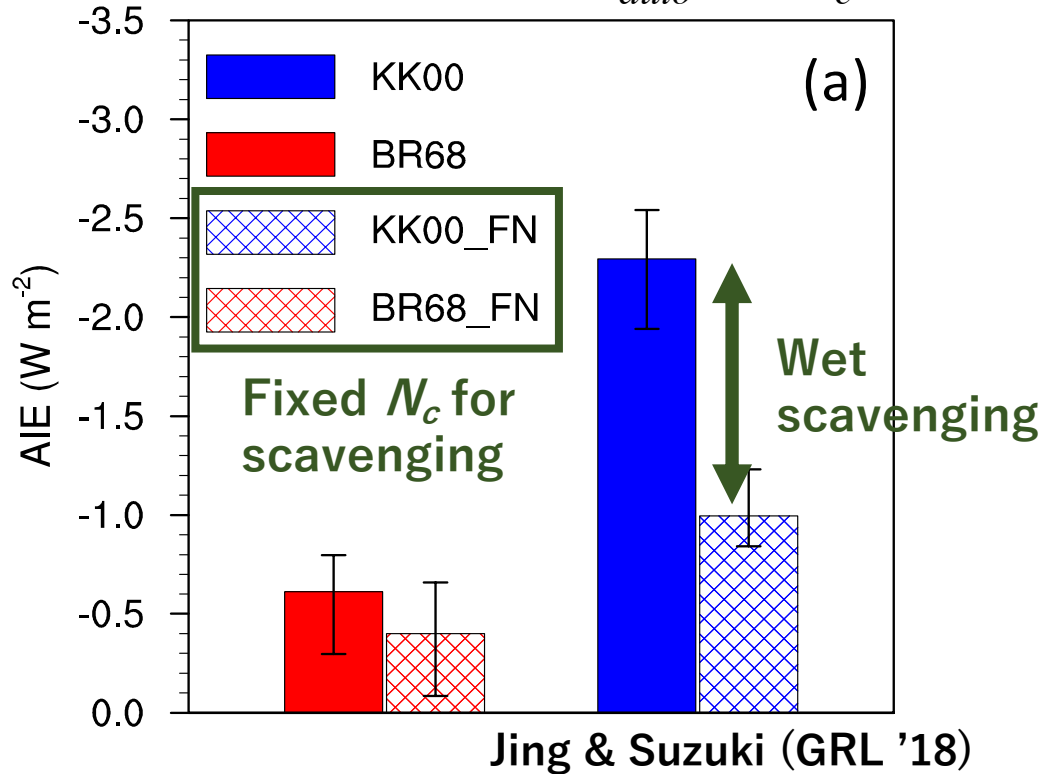 auto
-3.5
-3.0
-2.5
-2.0
-1.5
-1.0
-0.5
0.0
AIE (W m-2)
KK00
BR68
KK00_FN
BR68_FN
(a)
Fixed Nc for
scavenging
Wet
scavenging
Jing & Suzuki (GRL '18)